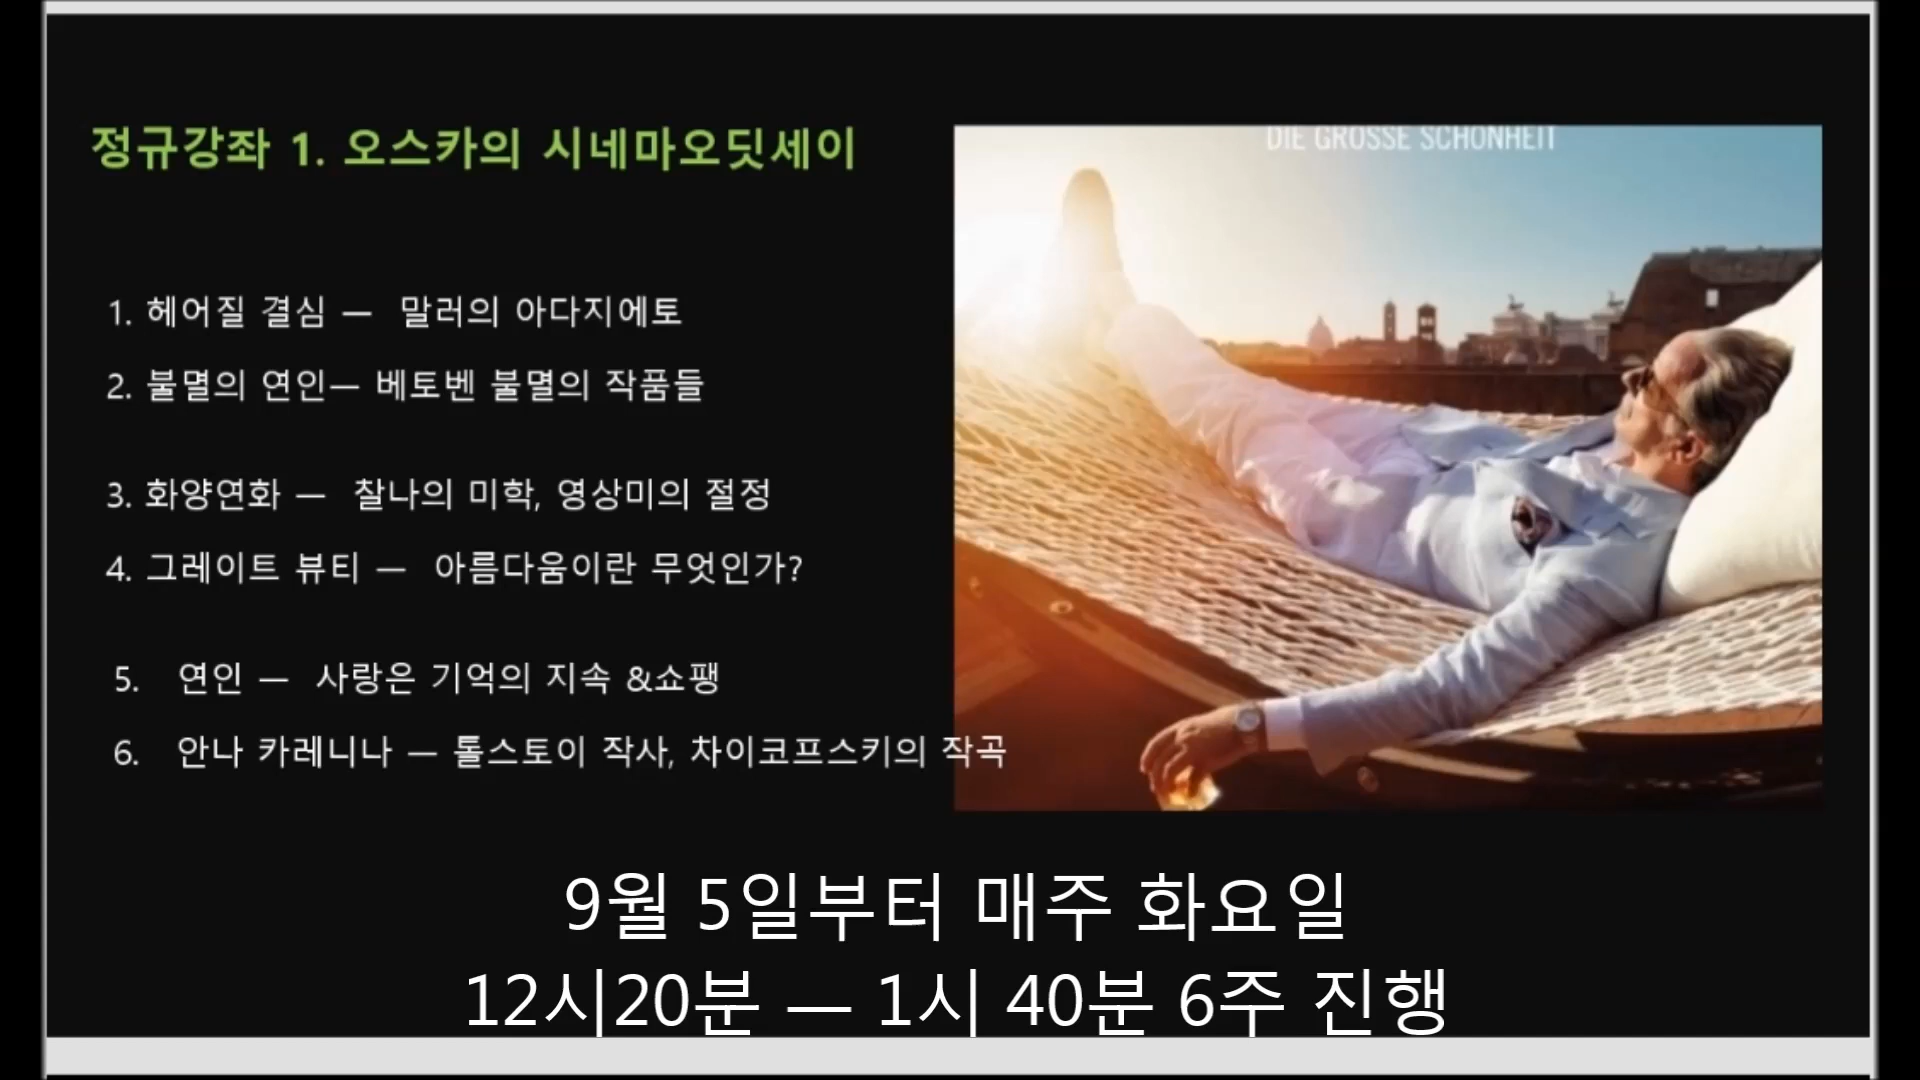 정규강좌 1. 오스카의 시네마오딧세이
DIE GROSSE SCHÖNHEIT
1. 헤어질 결심 — 말러의 아다지에토
2. 불멸의 연인— 베토벤 불멸의 작품들
3. 화양연화 — 찰나의 미학, 영상미의 절정
4. 그레이트 뷰티 — 아름다움이란 무엇인가?
5. 연인 — 사랑은 기억의 지속 &쇼팽
6. 안나 카레니나 — 톨스토이 작사, 차이코프스키의 작곡
9월 5일부터 매주 화요일
12시20분 — 1시 40분 6주 진행